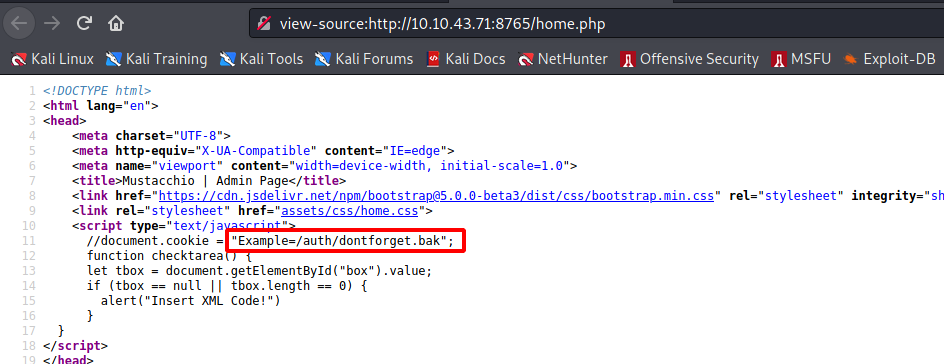 view-source:http://10.10.43.71:8765/home.php
Kali Linux Kali Training Kali Tools Kali Forums Kali Docs NetHunter Offensive Security MSFU Exploit-DB
1 <!DOCTYPE html>
2 <html lang="en">
3 <head>
4 <meta charset="UTF-8">
5 <meta http-equiv="X-UA-Compatible" content="IE=edge">
6 <meta name="viewport" content="width=device-width, initial-scale=1.0">
7 <title>Mustacchio | Admin Page</title>
8 <link href="https://cdn.jsdelivr.net/npm/bootstrap@5.0.0-beta3/dist/css/bootstrap.min.css" rel="stylesheet" integrity="sh
9 <link rel="stylesheet" href="assets/css/home.css">
10 <script type="text/javascript">
11 //document.cookie = "Example=/auth/dontforget.bak";
12 function checktarea() {
13 let tbox = document.getElementById("box").value;
14 if (tbox == null || tbox.length == 0) {
15 alert("Insert XML Code!")
16 }
17 }
18 </script>
19 </head>